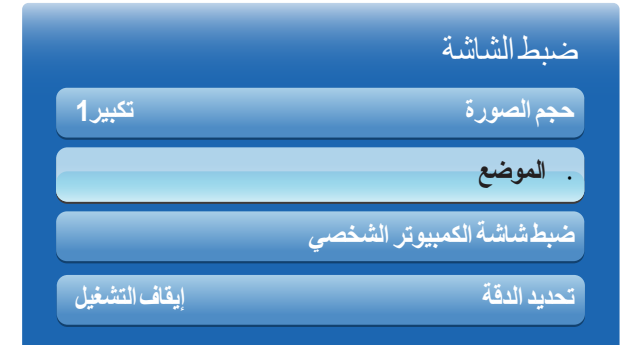 ضبط الشاشة
حجم الصورة تكبير1
. الموضع
ضبط شاشة الكمبيوتر الشخصي
تحديد الدقة إيقاف التشغيل